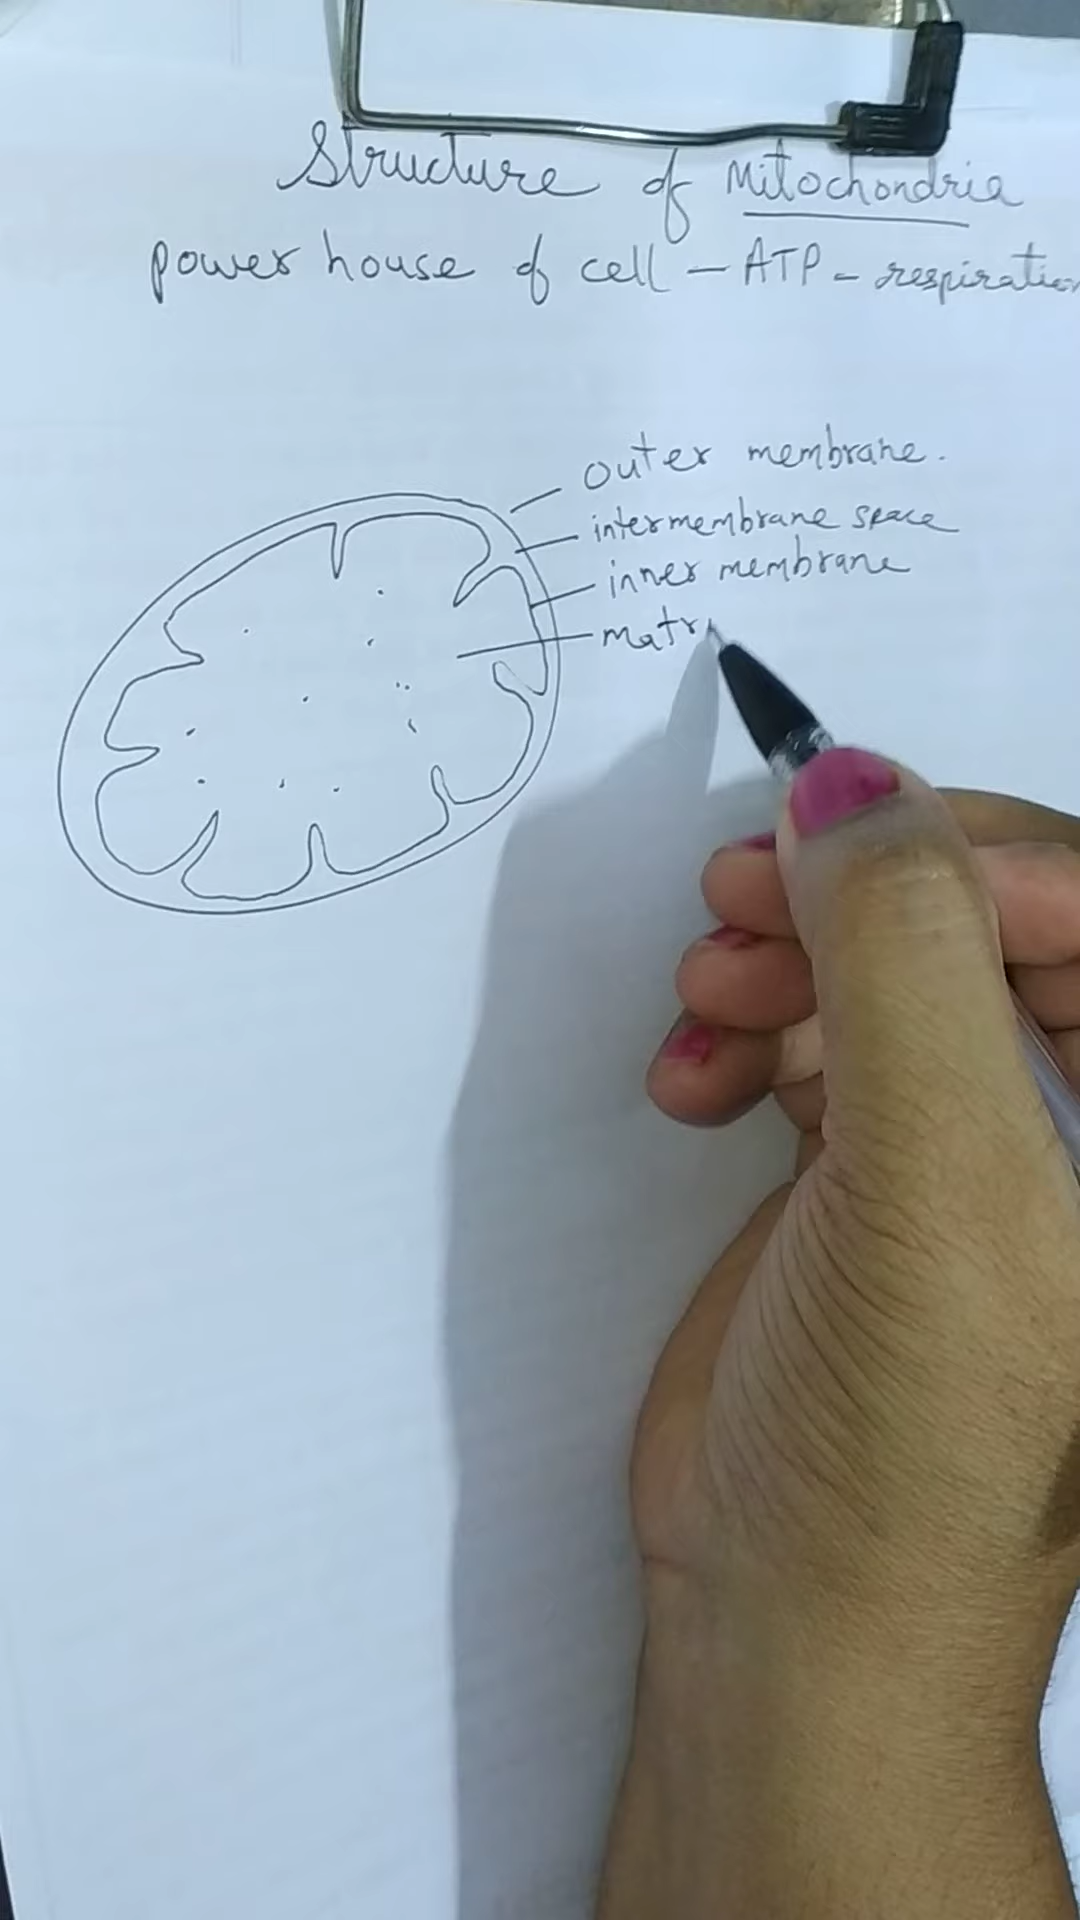 Structure of Mitochondria
power house of cell - ATP - respiration
outer membrane.
intermembrane space
inner membrane
matr